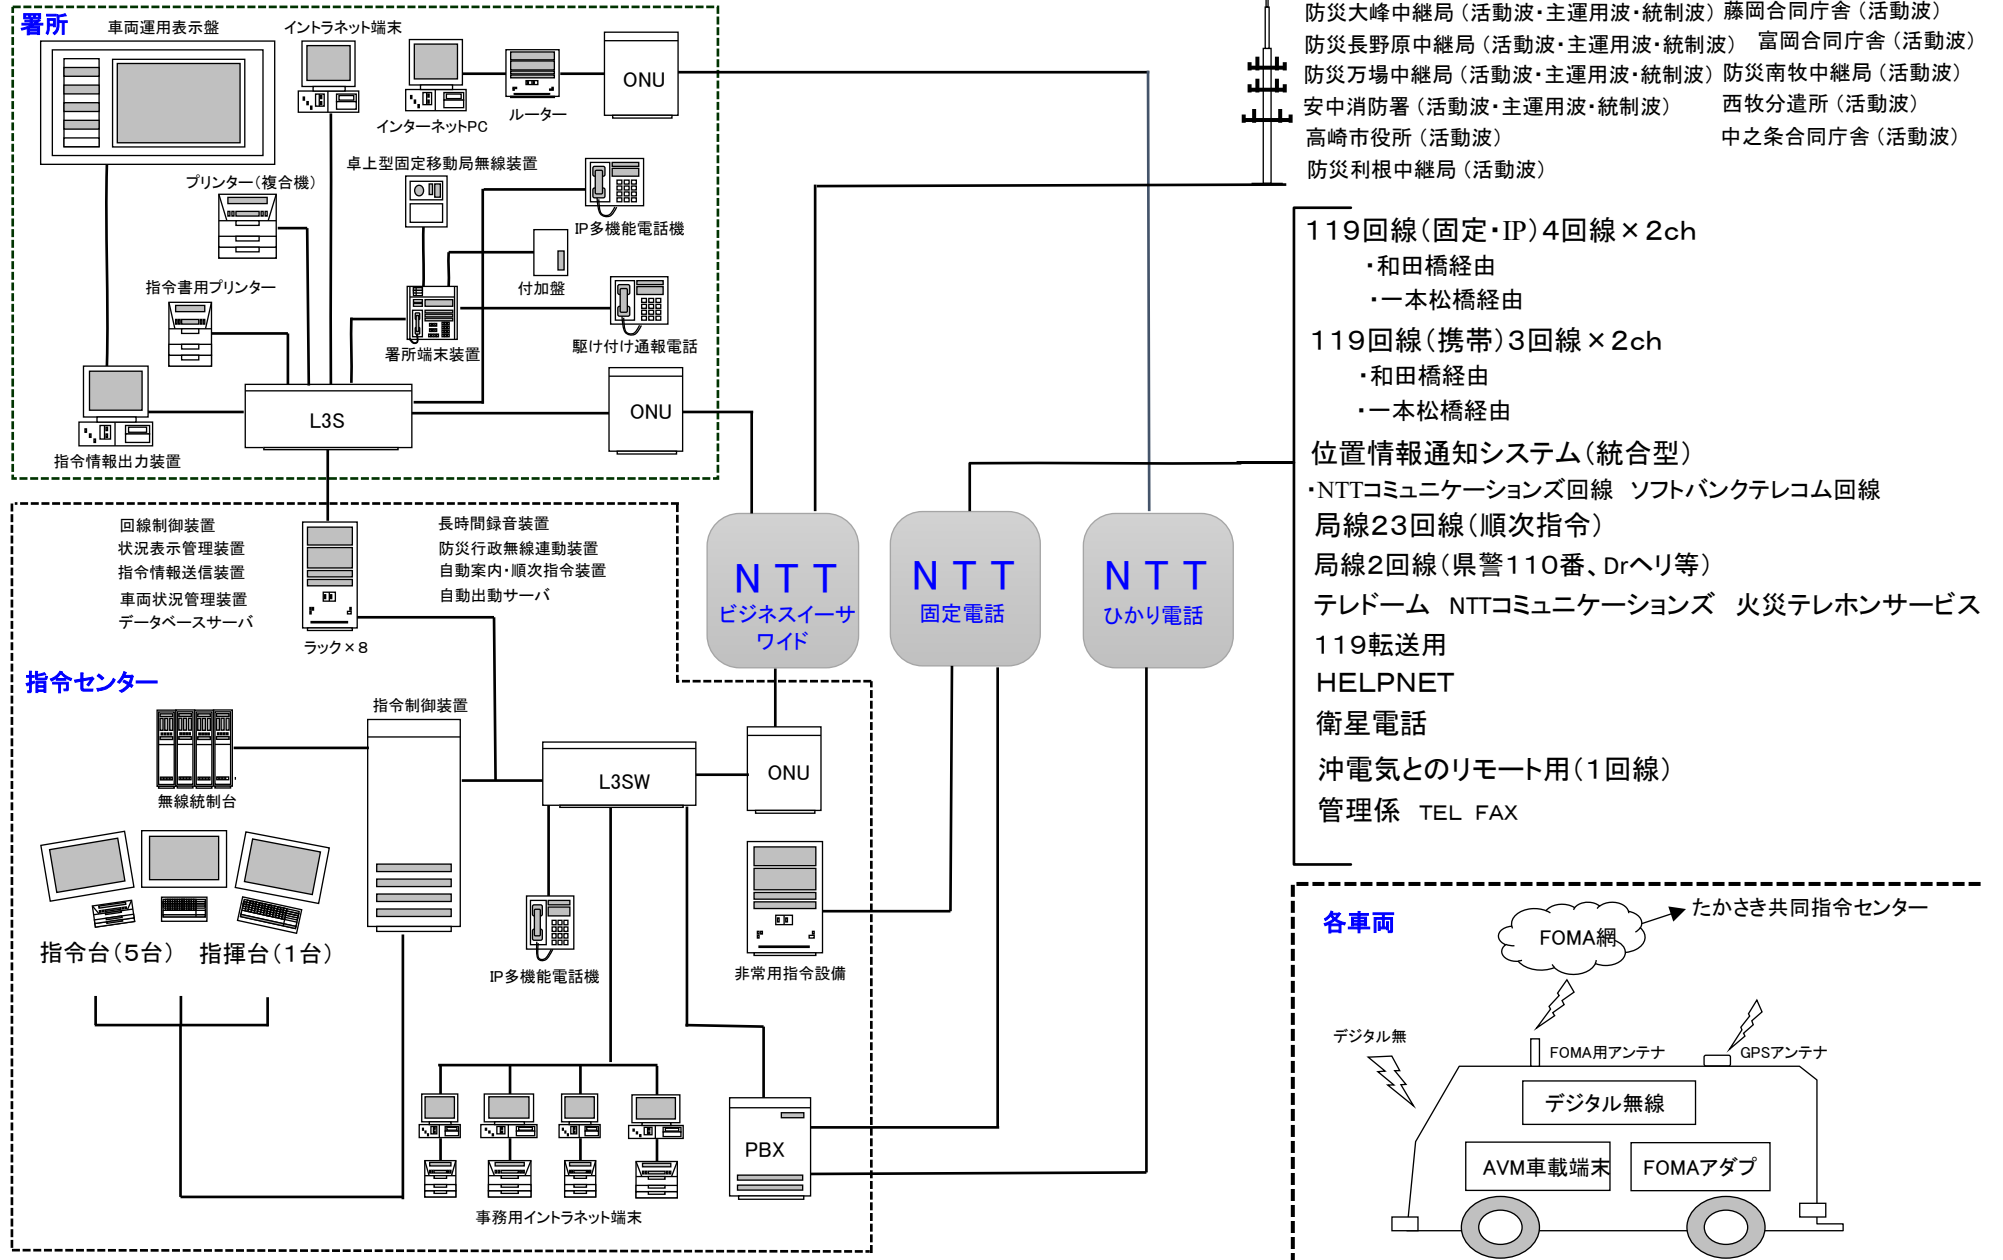 署所
車両運用表示盤
イントラネット端末
インターネットPC
ルーター
ONU
卓上型固定移動局無線装置
プリンター(複合機)
IP多機能電話機
付加盤
指令書用プリンター
署所端末装置
駆け付け通報電話
L3S
ONU
指令情報出力装置
防災大峰中継局(活動波・主運用波・統制波) 藤岡合同庁舎(活動波)
防災長野原中継局(活動波・主運用波・統制波) 富岡合同庁舎(活動波)
防災万場中継局(活動波・主運用波・統制波) 防災南牧中継局(活動波)
安中消防署(活動波・主運用波・統制波) 西牧分遣所(活動波)
高崎市役所(活動波) 中之条合同庁舎(活動波)
防災利根中継局(活動波)
119回線(固定・IP)4回線×2ch
・和田橋経由
・一本松橋経由
119回線(携帯)3回線×2ch
・和田橋経由
・一本松橋経由
位置情報通知システム(統合型)
・NTTコミュニケーションズ回線 ソフトバンクテレコム回線
局線23回線(順次指令)
局線2回線(県警110番、Drヘリ等)
テレドーム NTTコミュニケーションズ 火災テレホンサービス
119転送用
HELPNET
衛星電話
沖電気とのリモート用(1回線)
管理係 TEL FAX
NTT
ビジネスイーサ
ワイド
NTT
固定電話
NTT
ひかり電話
回線制御装置
状況表示管理装置
指令情報送信装置
車両状況管理装置
データベースサーバ
長時間録音装置
防災行政無線連動装置
自動案内・順次指令装置
自動出動サーバ
ラック×8
指令センター
指令制御装置
無線統制台
L3SW
ONU
指令台(5台)
指揮台(1台)
IP多機能電話機
非常用指令設備
PBX
事務用イントラネット端末
各車両
FOMA網
たかさき共同指令センター
デジタル無
FOMA用アンテナ
GPSアンテナ
デジタル無線
AVM車載端末
FOMAアダプ